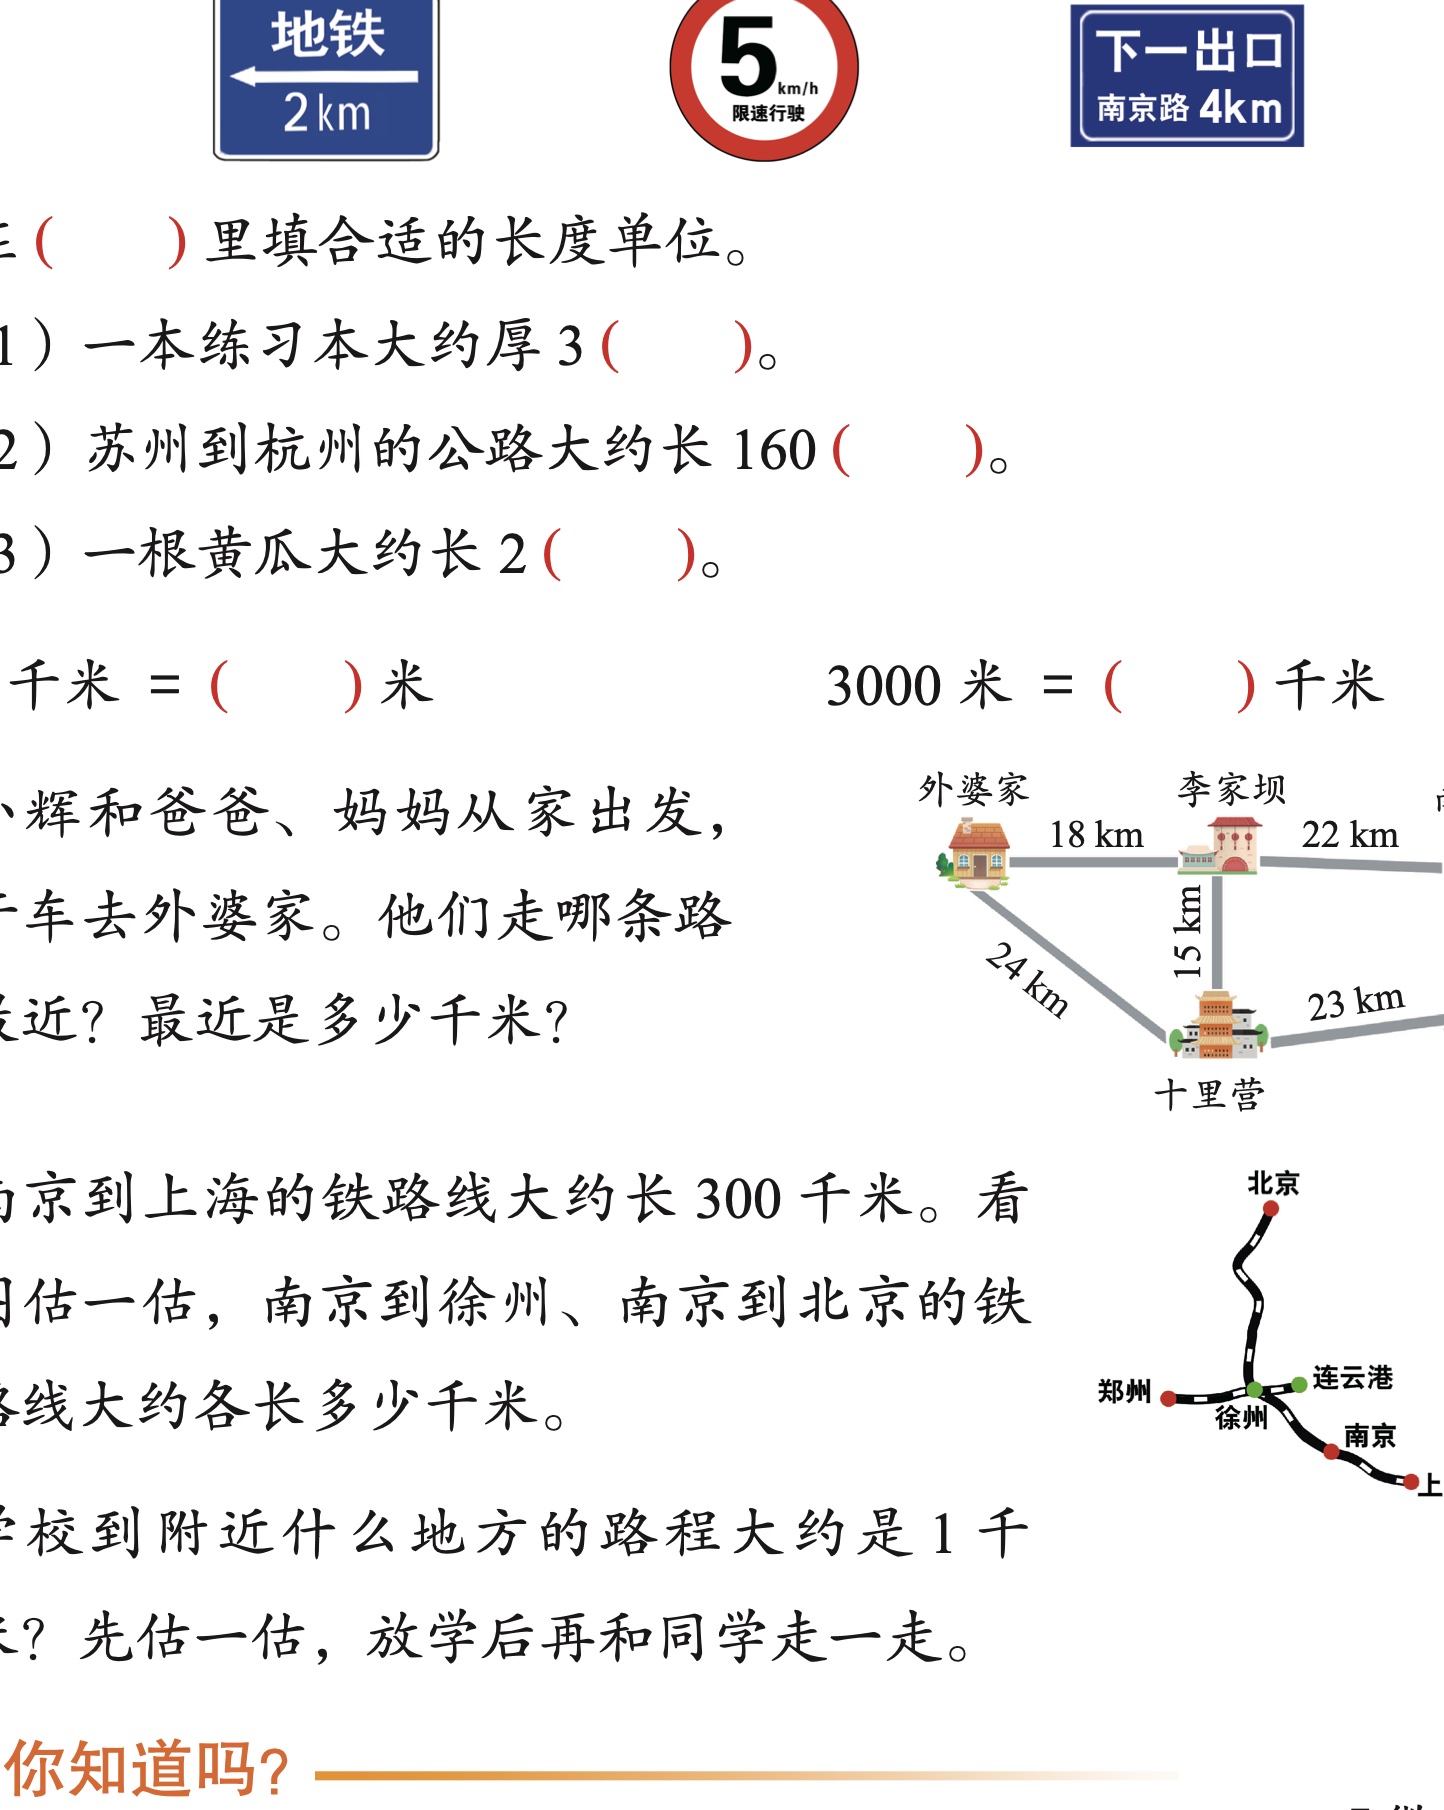 地铁
2km
5km/h
限速行驶
下一出口
南京路 4km
( ) 里填合适的长度单位。
1）一本练习本大约厚 3 ( )。
2）苏州到杭州的公路大约长 160 ( )。
3）一根黄瓜大约长 2 ( )。
千米 = ( ) 米
3000 米 = ( ) 千米
辉和爸爸、妈妈从家出发，
车去外婆家。他们走哪条路
近？最近是多少千米？
外婆家
李家坝
18 km
22 km
15 km
24 km
23 km
十里营
京到上海的铁路线大约长 300 千米。看
估一估，南京到徐州、南京到北京的铁
线大约各长多少千米。
北京
连云港
郑州
徐州
南京
上
校到附近什么地方的路程大约是 1 千
？先估一估，放学后再和同学走一走。
你知道吗？